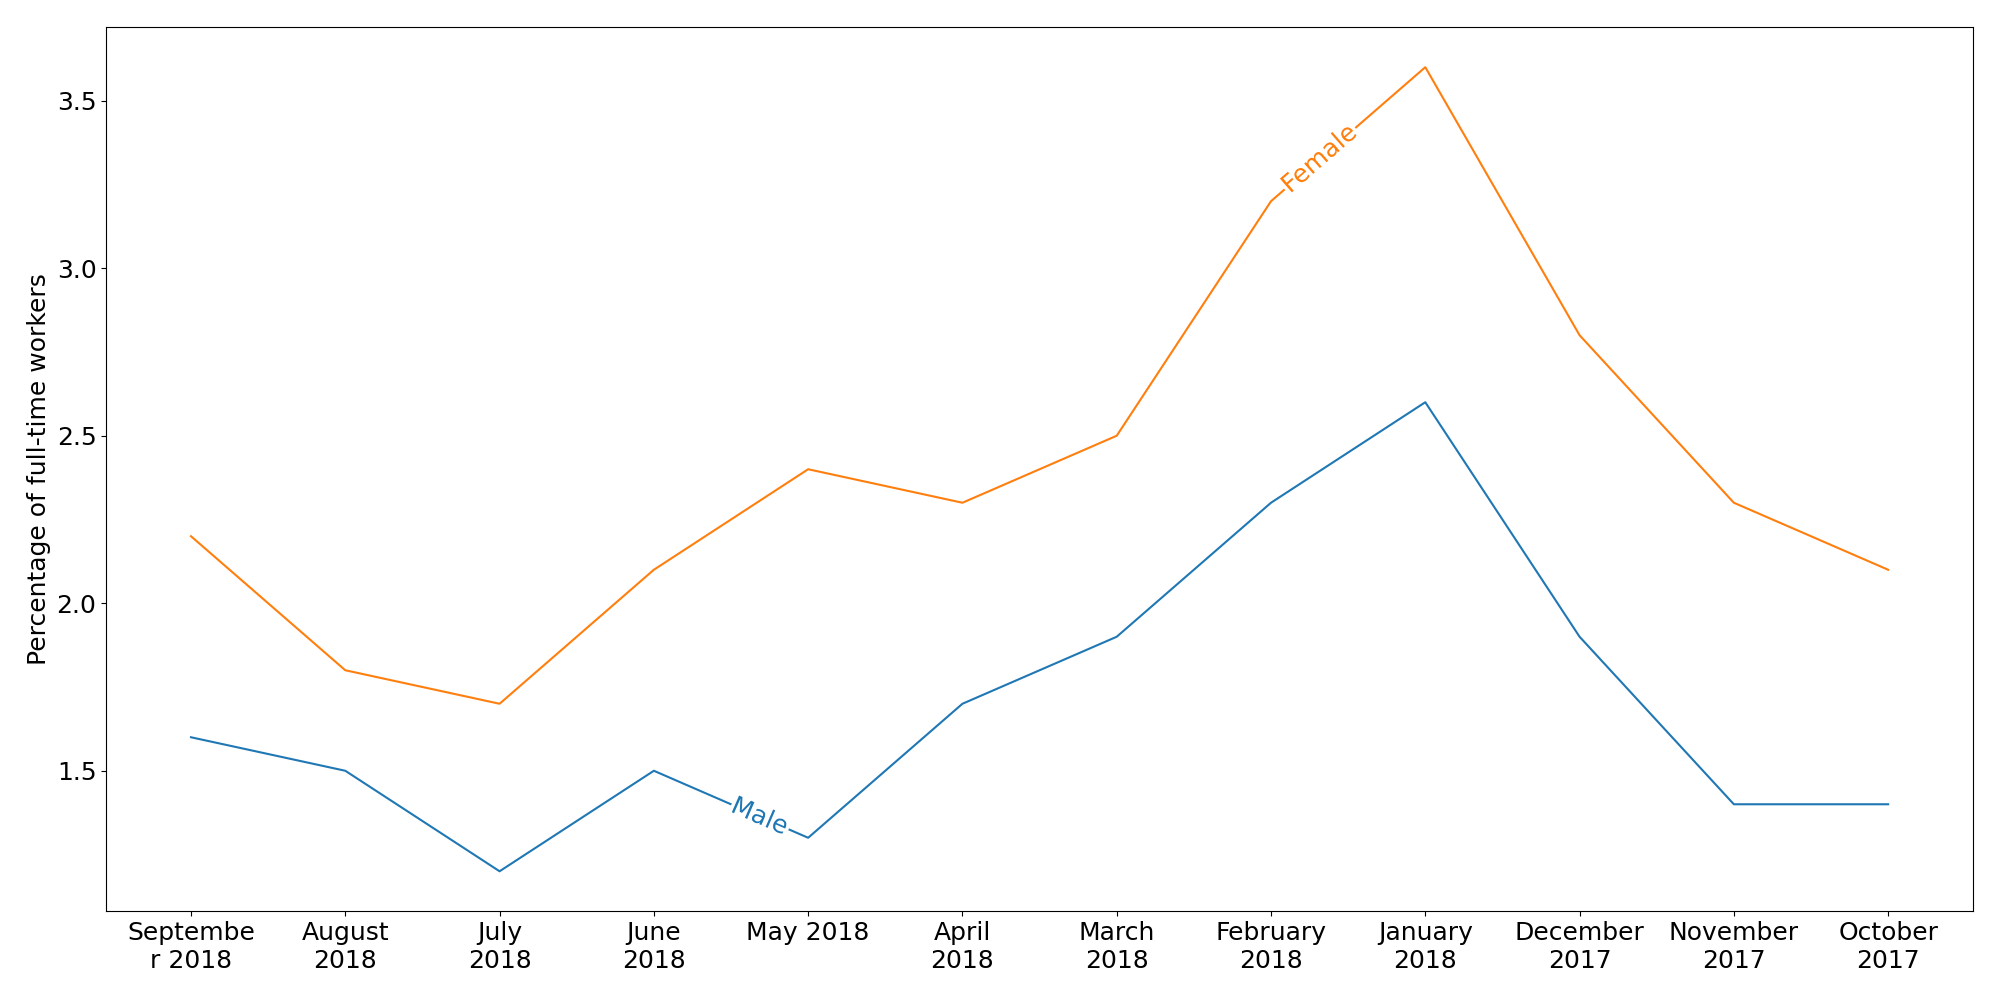 Percentage of full-time workers
3.5
3.0
2.5
2.0
1.5
Female
Male
Septembe
r 2018
August
2018
July
2018
June
2018
May 2018
April
2018
March
2018
February
2018
January
2018
December
2017
November
2017
October
2017